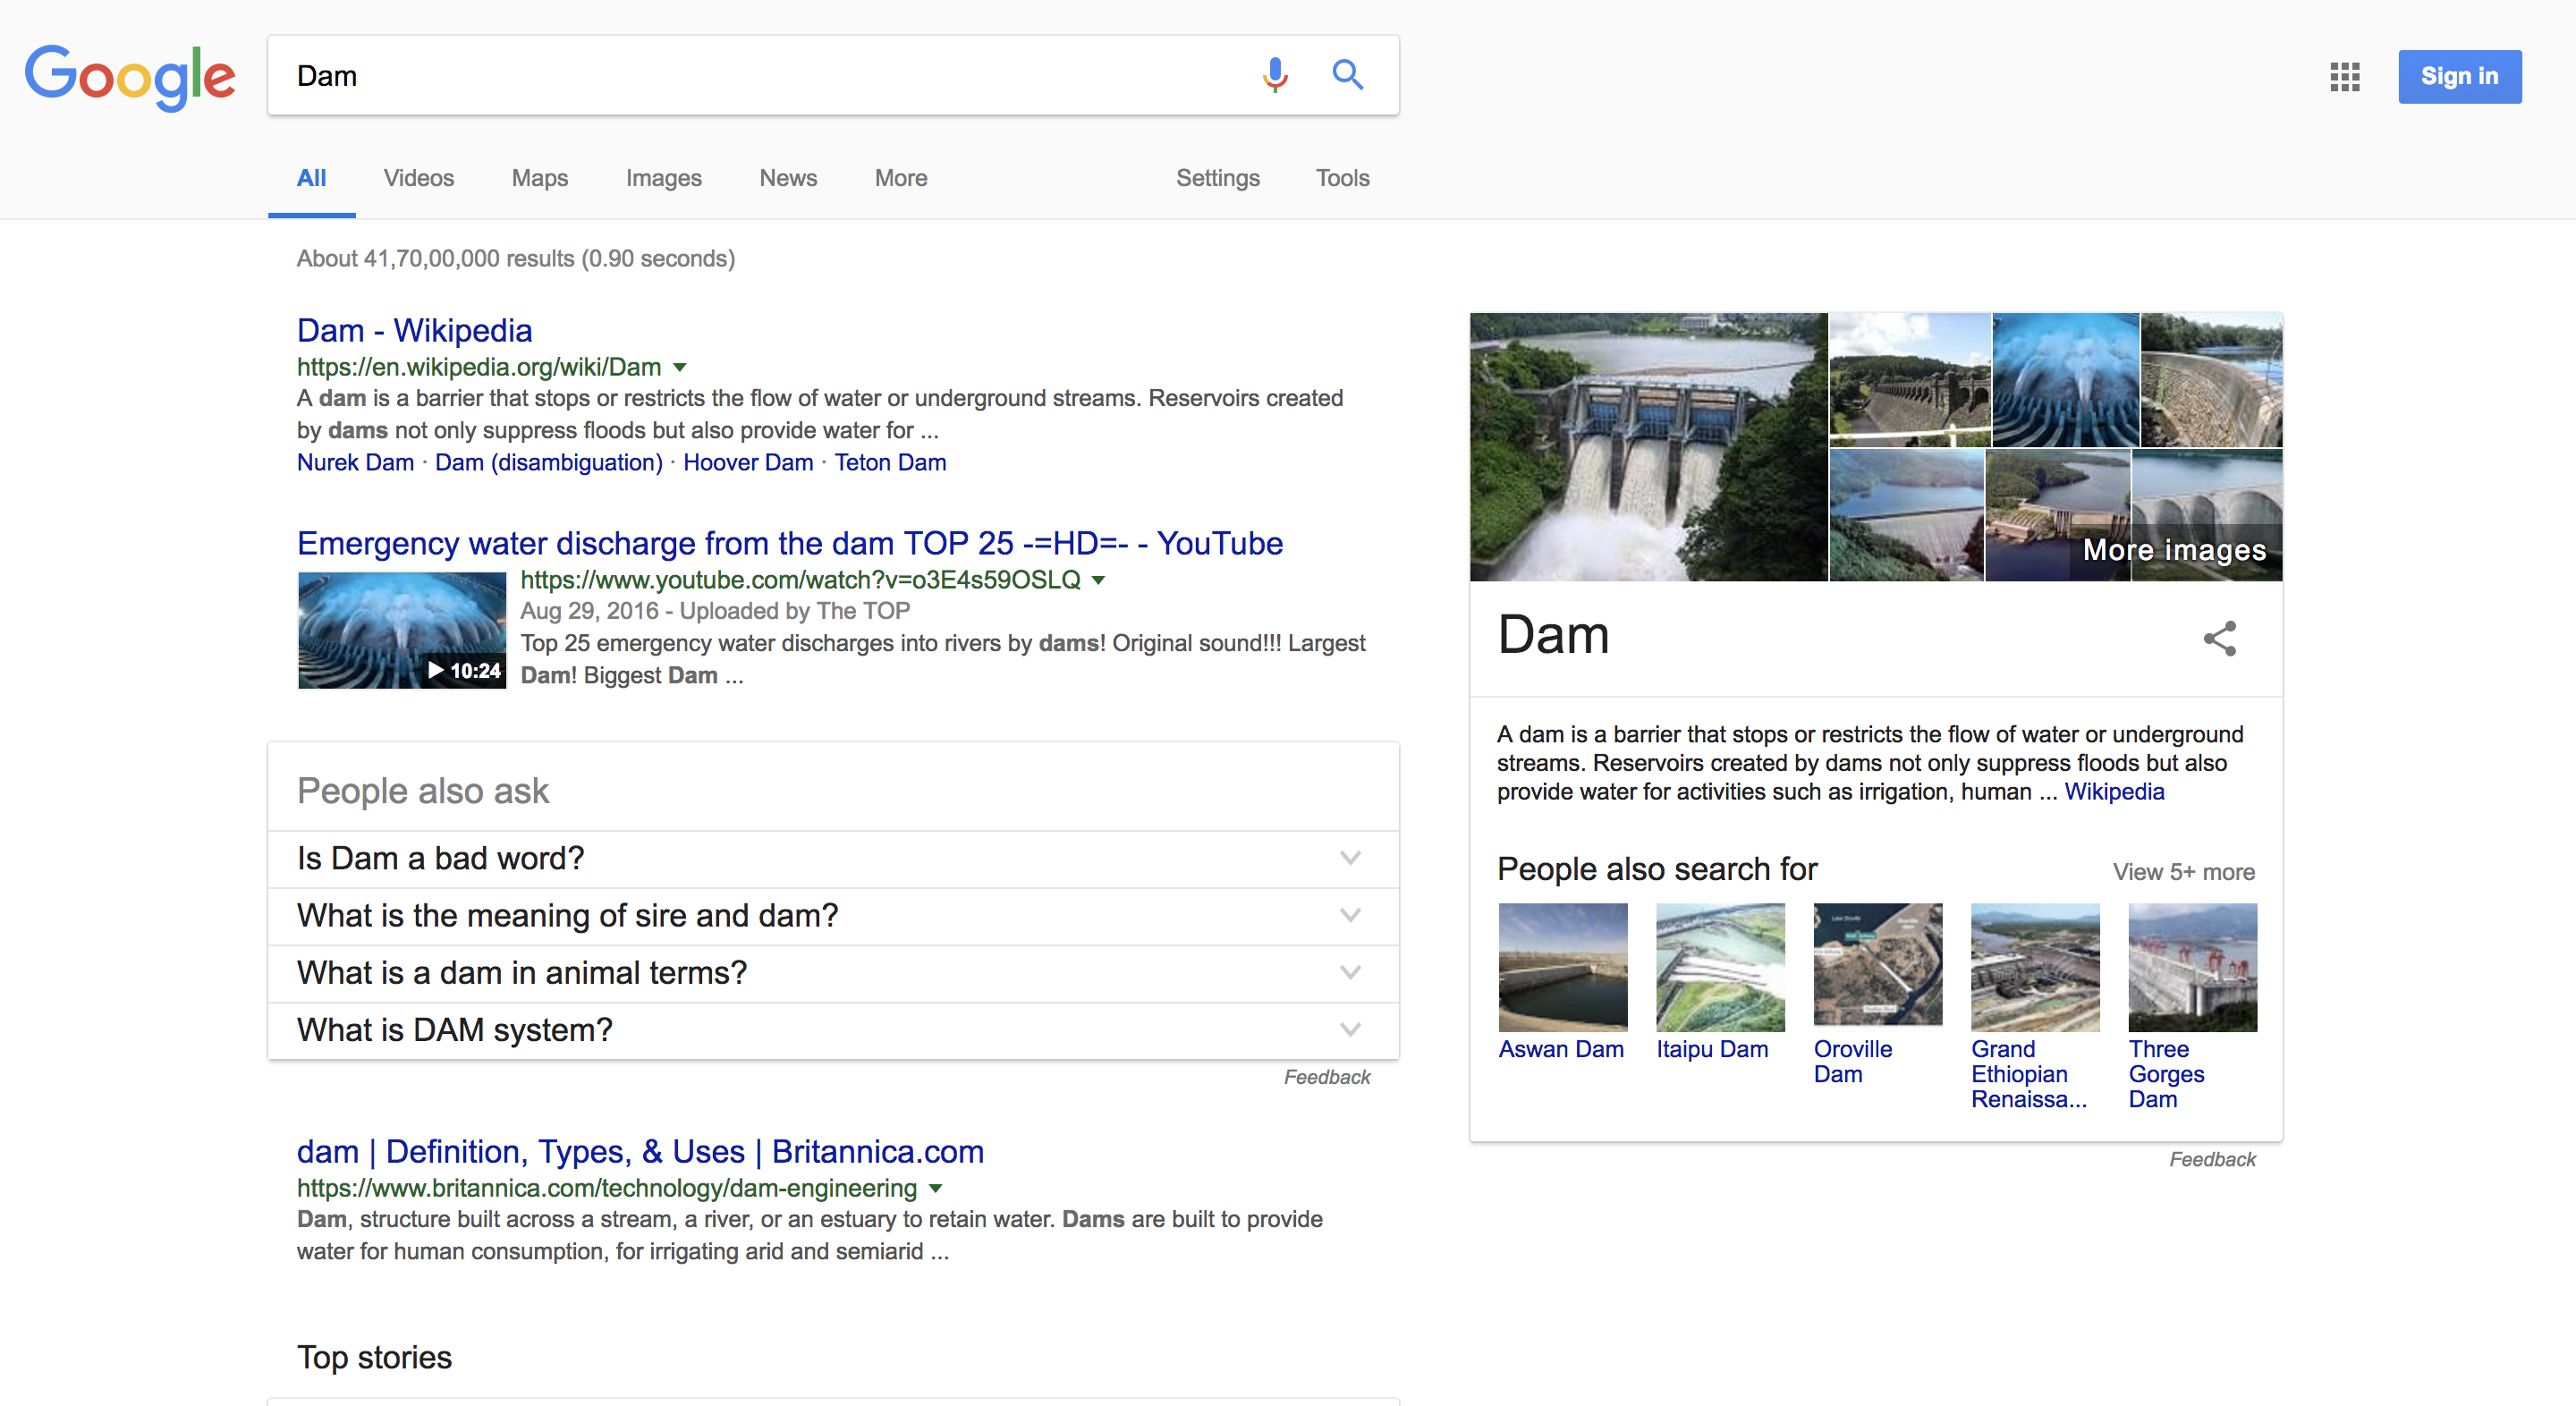 Google
Dam
Sign in
All Videos Maps Images News More Settings Tools
About 41,70,00,000 results (0.90 seconds)
Dam - Wikipedia
https://en.wikipedia.org/wiki/Dam
A dam is a barrier that stops or restricts the flow of water or underground streams. Reservoirs created
by dams not only suppress floods but also provide water for ...
Nurek Dam · Dam (disambiguation) · Hoover Dam · Teton Dam
Emergency water discharge from the dam TOP 25 -=HD=- - YouTube
https://www.youtube.com/watch?v=o3E4s59OSLQ
Aug 29, 2016 - Uploaded by The TOP
Top 25 emergency water discharges into rivers by dams! Original sound!!! Largest
Dam! Biggest Dam ...
10:24
People also ask
Is Dam a bad word?
What is the meaning of sire and dam?
What is a dam in animal terms?
What is DAM system?
Feedback
dam | Definition, Types, & Uses | Britannica.com
https://www.britannica.com/technology/dam-engineering
Dam, structure built across a stream, a river, or an estuary to retain water. Dams are built to provide
water for human consumption, for irrigating arid and semiarid ...
Top stories
More images
Dam
A dam is a barrier that stops or restricts the flow of water or underground
streams. Reservoirs created by dams not only suppress floods but also
provide water for activities such as irrigation, human ... Wikipedia
People also search for
View 5+ more
Aswan Dam
Itaipu Dam
Oroville
Dam
Grand
Ethiopian
Renaissa...
Three
Gorges
Dam
Feedback